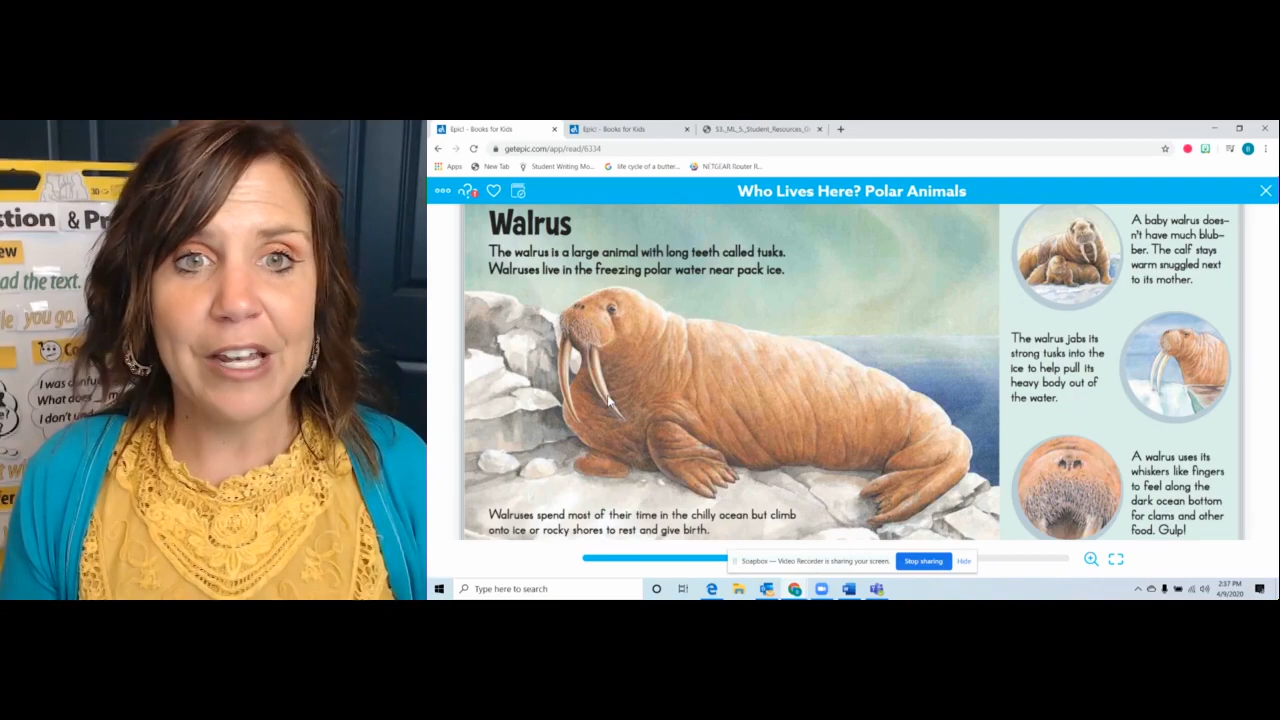 stion & Pr
ew
ad the text.
ile you go.
Co
I was confu
What does m
I don't und
fer
Epic! - Books for Kids
Epic! - Books for Kids
S3._ML_5._Student_Resources_G
getepic.com/app/read/6334
Apps
New Tab
Student Writing Mo...
life cycle of a butter...
NETGEAR Router R...
Who Lives Here? Polar Animals
Walrus
The walrus is a large animal with long teeth called tusks.
Walruses live in the freezing polar water near pack ice.
Walruses spend most of their time in the chilly ocean but climb
onto ice or rocky shores to rest and give birth.
A baby walrus does-
n't have much blub-
ber. The calf stays
warm snuggled next
to its mother.
The walrus jabs its
strong tusks into the
ice to help pull its
heavy body out of
the water.
A walrus uses its
whiskers like fingers
to feel along the
dark ocean bottom
for clams and other
food. Gulp!
Soapbox — Video Recorder is sharing your screen.
Stop sharing
Hide
Type here to search
2:37 PM
4/9/2020